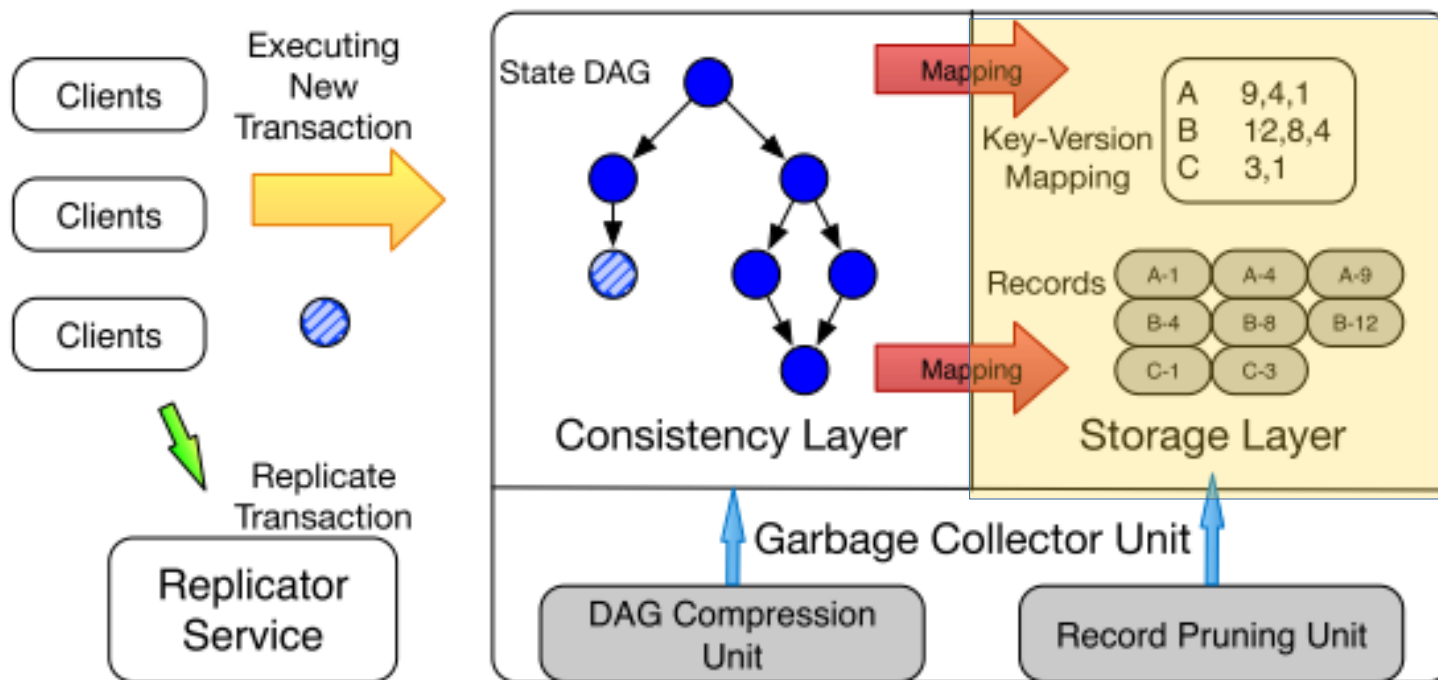 Clients
Clients
Clients
Executing
New
Transaction
Replicate
Transaction
Replicator
Service
State DAG
Mapping
Mapping
Consistency Layer
Key-Version
Mapping
A 9,4,1
B 12,8,4
C 3,1
Records
A-1 A-4 A-9
B-4 B-8 B-12
C-1 C-3
Storage Layer
Garbage Collector Unit
DAG Compression
Unit
Record Pruning Unit